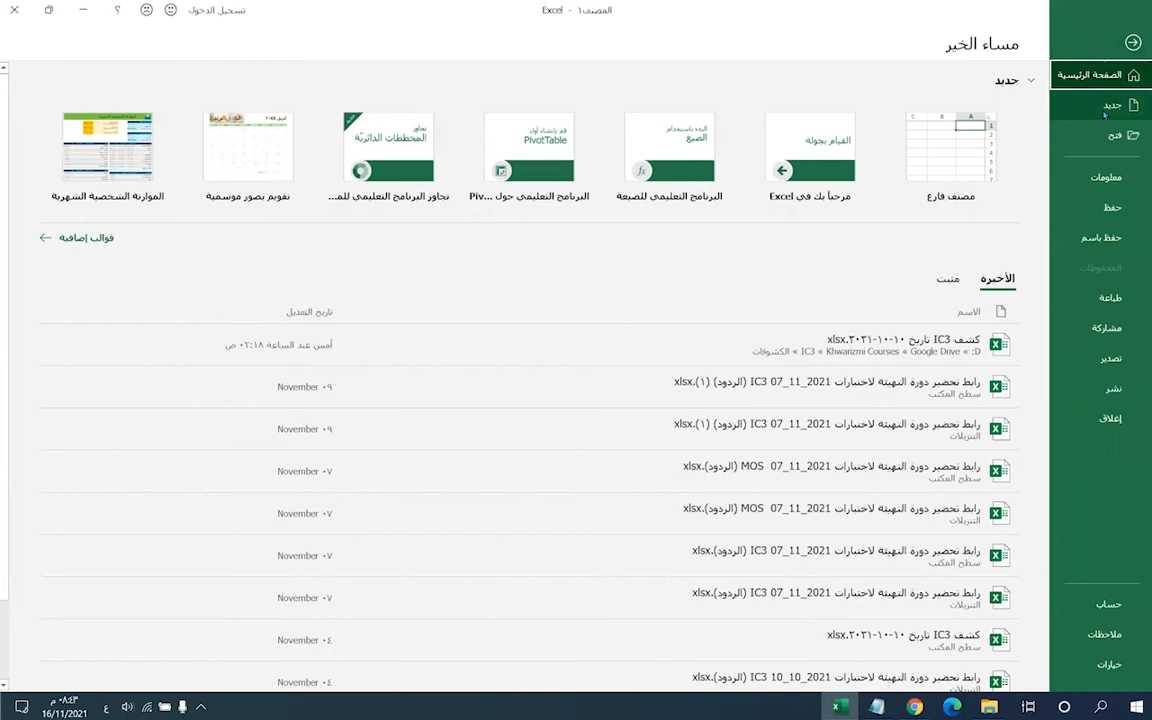 المصنف١ - Excel
تسجيل الدخول
?
مساء الخير
الصفحة الرئيسية
جديد
فتح
معلومات
حفظ
حفظ باسم
المحفوظات
طباعة
مشاركة
تصدير
نشر
إغلاق
حساب
ملاحظات
خيارات
جديد
مصنف فارغ
القيام بجولة
مرحباً بك في Excel
البدء باستخدام
الصيغ
البرنامج التعليمي للصيغة
قم بإنشاء أول
PivotTable
البرنامج التعليمي حول Piv...
تجاوز
المخططات الدائريّة
تجاوز البرنامج التعليمي للم...
تقويم بصور موسمية
الموازنة الشخصية الشهرية
قوالب إضافية
الأخيرة
مثبت
الاسم
تاريخ التعديل
كشف IC3 تاريخ ١٠-١٠-٢٠٢١.xlsx
D: » Google Drive » Khwarizmi Courses » IC3 » الكشوفات
أمس عند الساعة ٠٢:١٨ ص
رابط تحضير دورة التهيئة لاختبارات IC3 07_11_2021 (الردود) (١).xlsx
سطح المكتب
٠٩ November
رابط تحضير دورة التهيئة لاختبارات IC3 07_11_2021 (الردود) (١).xlsx
التنزيلات
٠٩ November
رابط تحضير دورة التهيئة لاختبارات MOS 07_11_2021 (الردود).xlsx
سطح المكتب
٠٧ November
رابط تحضير دورة التهيئة لاختبارات MOS 07_11_2021 (الردود).xlsx
التنزيلات
٠٧ November
رابط تحضير دورة التهيئة لاختبارات IC3 07_11_2021 (الردود).xlsx
سطح المكتب
٠٧ November
رابط تحضير دورة التهيئة لاختبارات IC3 07_11_2021 (الردود).xlsx
التنزيلات
٠٧ November
كشف IC3 تاريخ ١٠-١٠-٢٠٢١.xlsx
سطح المكتب
٠٤ November
رابط تحضير دورة التهيئة لاختبارات IC3 10_10_2021 (الردود).xlsx
التنزيلات
٠٤ November
٠٨:٤٣ م
16/11/2021
ع